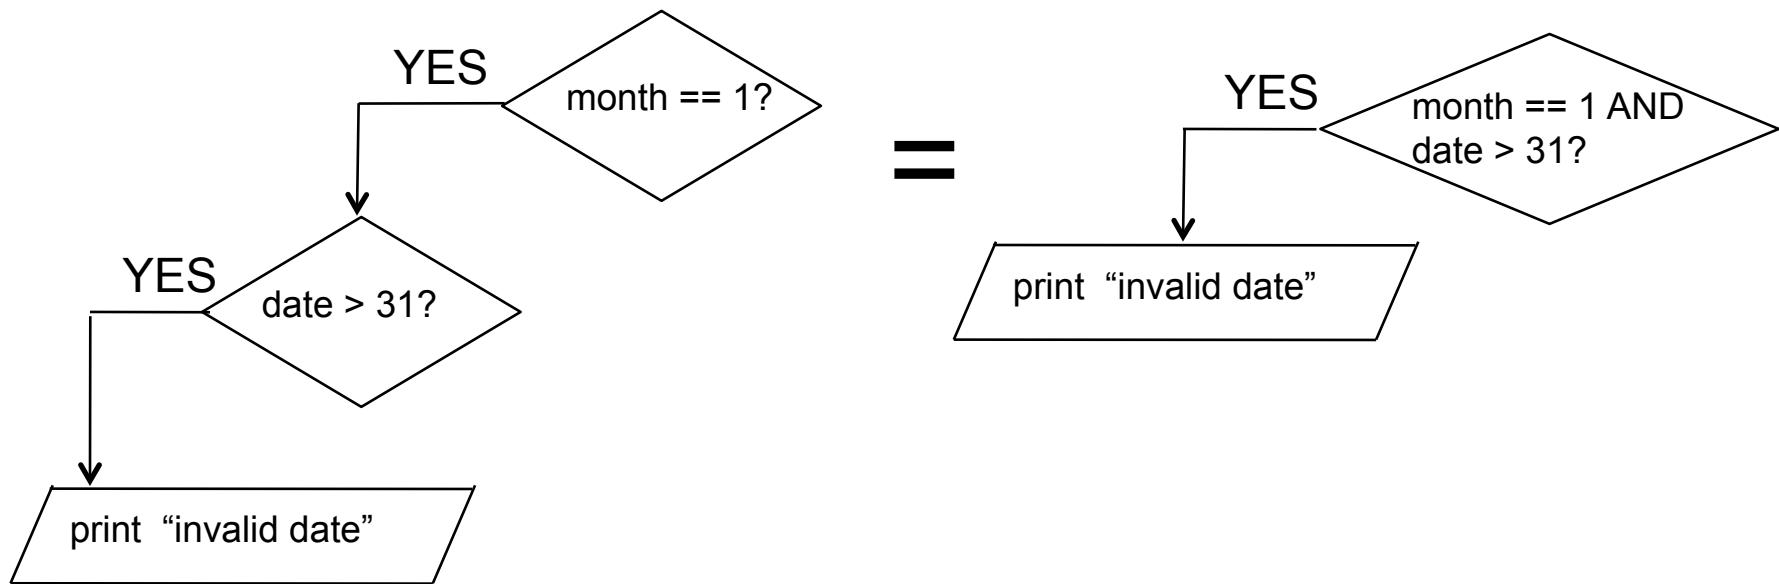 YES
month == 1?
YES
date > 31?
print “invalid date”
=
YES
month == 1 AND
date > 31?
print “invalid date”